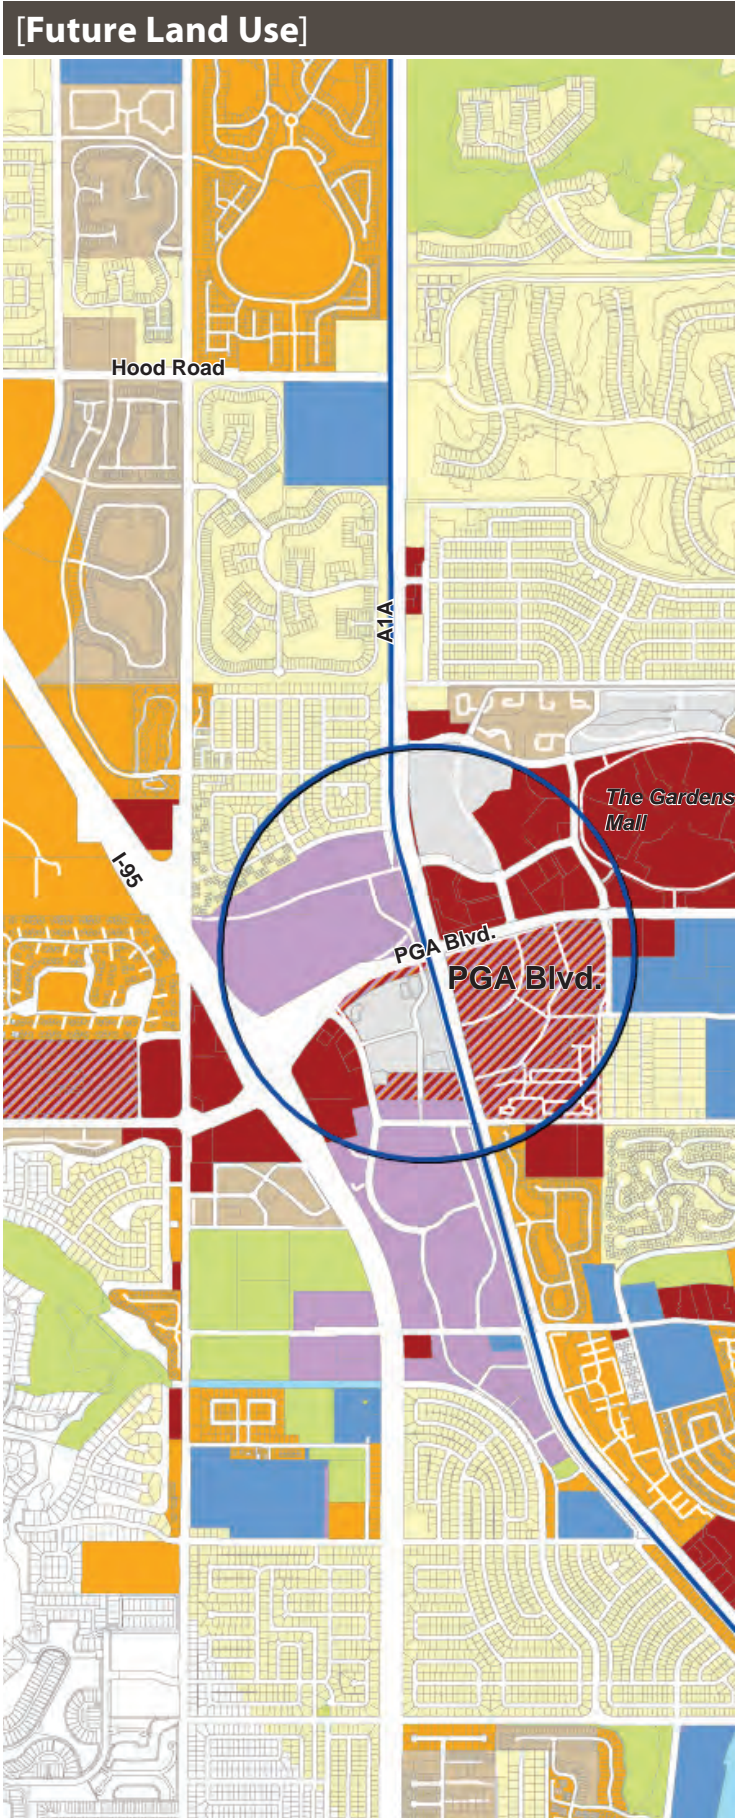 [Future Land Use]
Hood Road
A1A
The Gardens
Mall
I-95
PGA Blvd.
PGA Blvd.